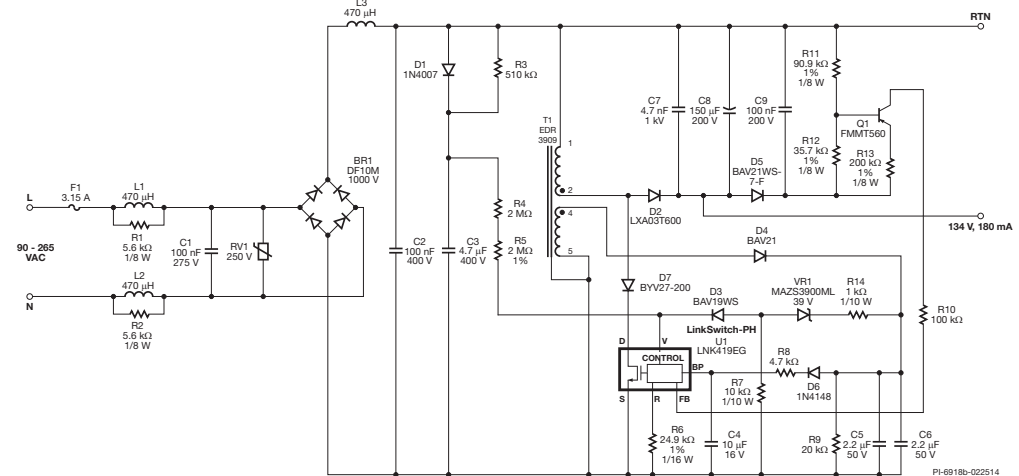 L3
470 µH
RTN
D1
1N4007
R3
510 kΩ
R11
90.9 kΩ
1%
1/8 W
C7
4.7 nF
1 kV
C8
150 µF
200 V
C9
100 nF
200 V
T1
EDR
3909
1
Q1
FMMT560
BR1
DF10M
1000 V
R12
35.7 kΩ
1%
1/8 W
R13
200 kΩ
1%
1/8 W
D5
BAV21WS-
7-F
F1
3.15 A
L1
470 µH
L
2
R4
2 MΩ
4
D2
LXA03T600
134 V, 180 mA
R1
5.6 kΩ
1/8 W
D4
BAV21
90 - 265
VAC
C1
100 nF
275 V
RV1
250 V
C2
100 nF
400 V
C3
4.7 µF
400 V
R5
2 MΩ
1%
5
L2
470 µH
D7
BYV27-200
D3
BAV19WS
VR1
MAZS3900ML
39 V
R14
1 kΩ
1/10 W
N
R10
100 kΩ
R2
5.6 kΩ
1/8 W
LinkSwitch-PH
U1
LNK419EG
D
V
CONTROL
BP
R8
4.7 kΩ
S
R
FB
R7
10 kΩ
1/10 W
D6
1N4148
R6
24.9 kΩ
1%
1/16 W
C4
10 µF
16 V
R9
20 kΩ
C5
2.2 µF
50 V
C6
2.2 µF
50 V
PI-6918b-022514